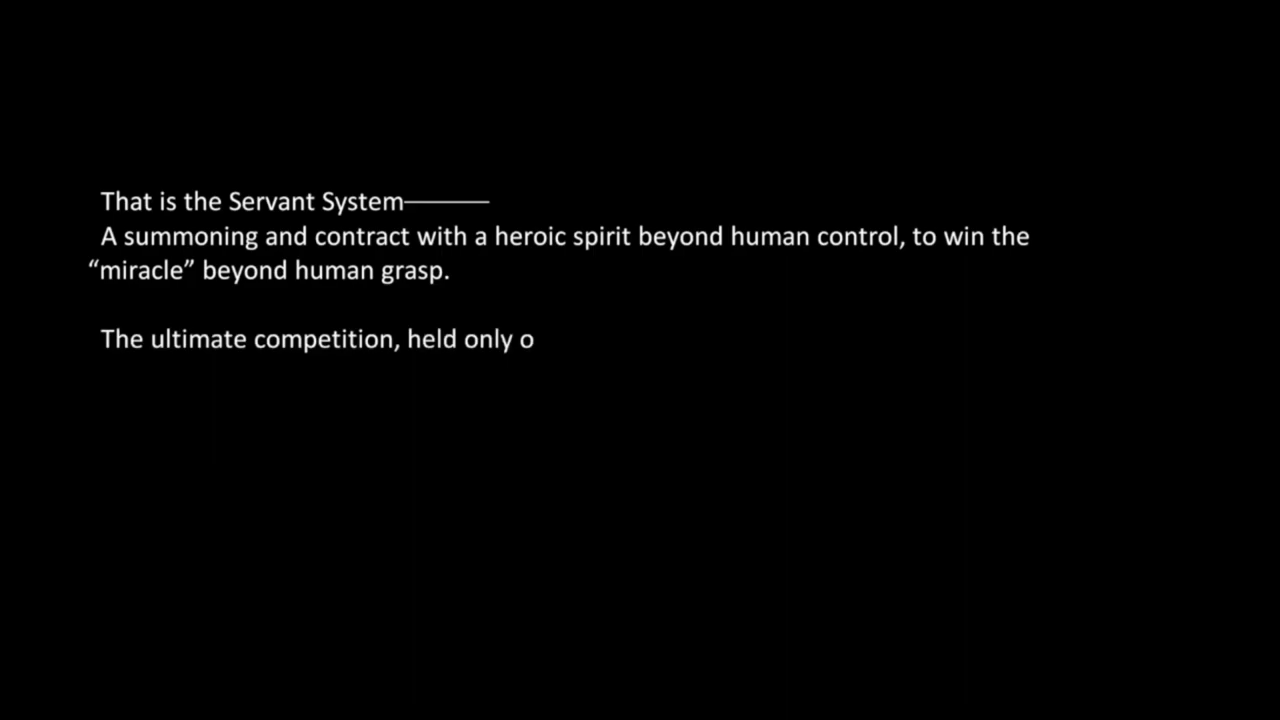 That is the Servant System———
A summoning and contract with a heroic spirit beyond human control, to win the
“miracle” beyond human grasp.
The ultimate competition, held only o